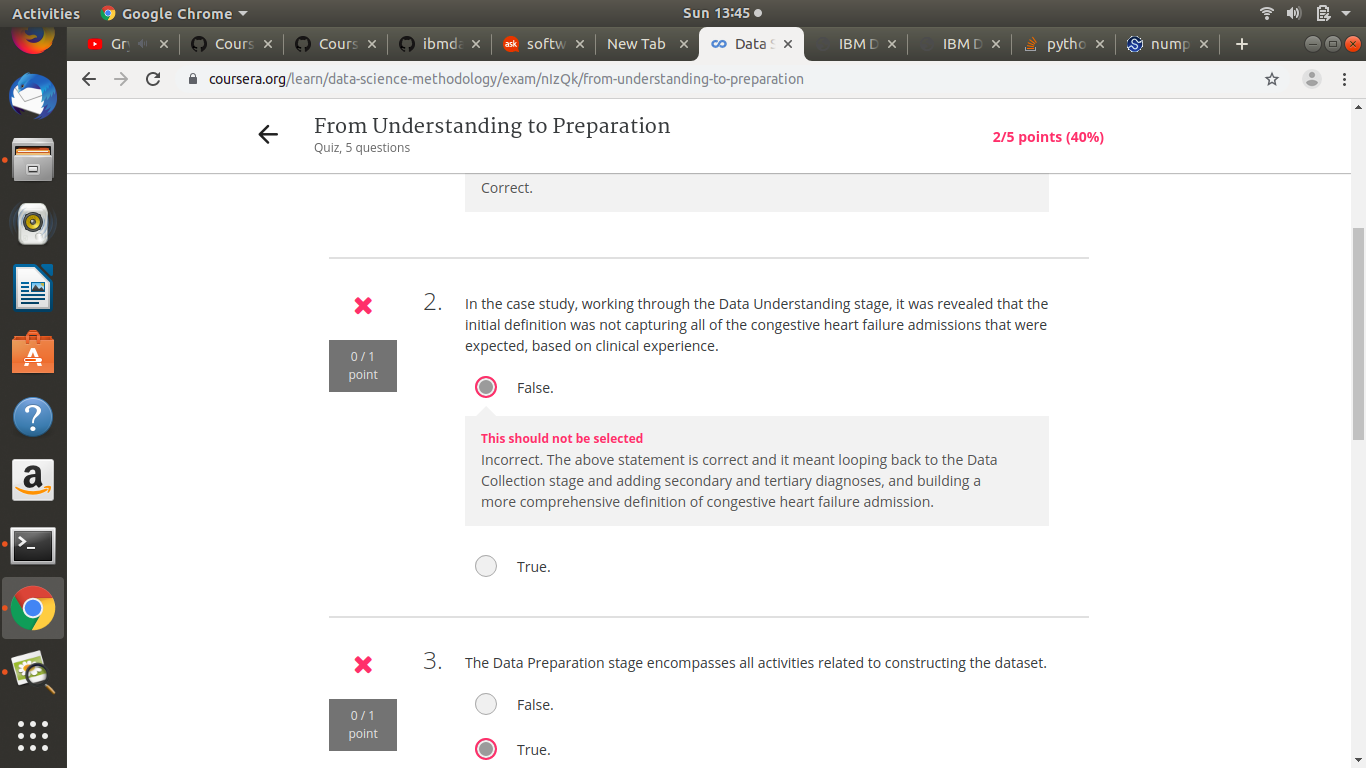 Activities Google Chrome Sun 13:45
Gry Cours Cours ibmda ask softw New Tab Data S IBM D IBM D pytho nump
coursera.org/learn/data-science-methodology/exam/nIzQk/from-understanding-to-preparation
From Understanding to Preparation
Quiz, 5 questions
2/5 points (40%)
Correct.
2. In the case study, working through the Data Understanding stage, it was revealed that the
initial definition was not capturing all of the congestive heart failure admissions that were
expected, based on clinical experience.
0 / 1
point
False.
This should not be selected
Incorrect. The above statement is correct and it meant looping back to the Data
Collection stage and adding secondary and tertiary diagnoses, and building a
more comprehensive definition of congestive heart failure admission.
True.
3. The Data Preparation stage encompasses all activities related to constructing the dataset.
0 / 1
point
False.
True.